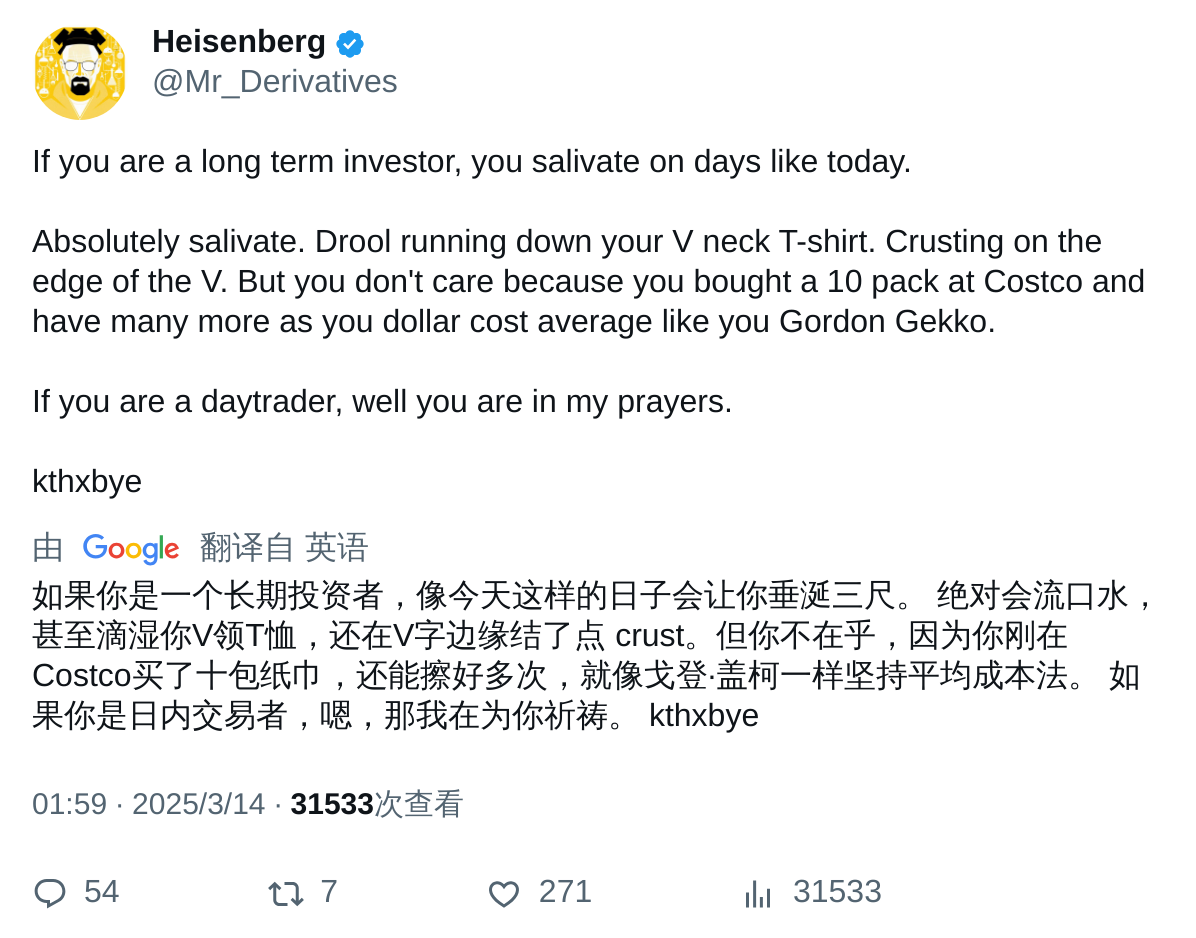 Heisenberg
@Mr_Derivatives
If you are a long term investor, you salivate on days like today.
Absolutely salivate. Drool running down your V neck T-shirt. Crusting on the
edge of the V. But you don't care because you bought a 10 pack at Costco and
have many more as you dollar cost average like you Gordon Gekko.
If you are a daytrader, well you are in my prayers.
kthxbye
由 Google 翻译自 英语
如果你是一个长期投资者，像今天这样的日子会让你垂涎三尺。 绝对会流口水，
甚至滴湿你V领T恤，还在V字边缘结了点 crust。但你不在乎，因为你刚在
Costco买了十包纸巾，还能擦好多次，就像戈登·盖柯一样坚持平均成本法。 如
果你是日内交易者，嗯，那我在为你祈祷。 kthxbye
01:59 · 2025/3/14 · 31533次查看
54 7 271 31533